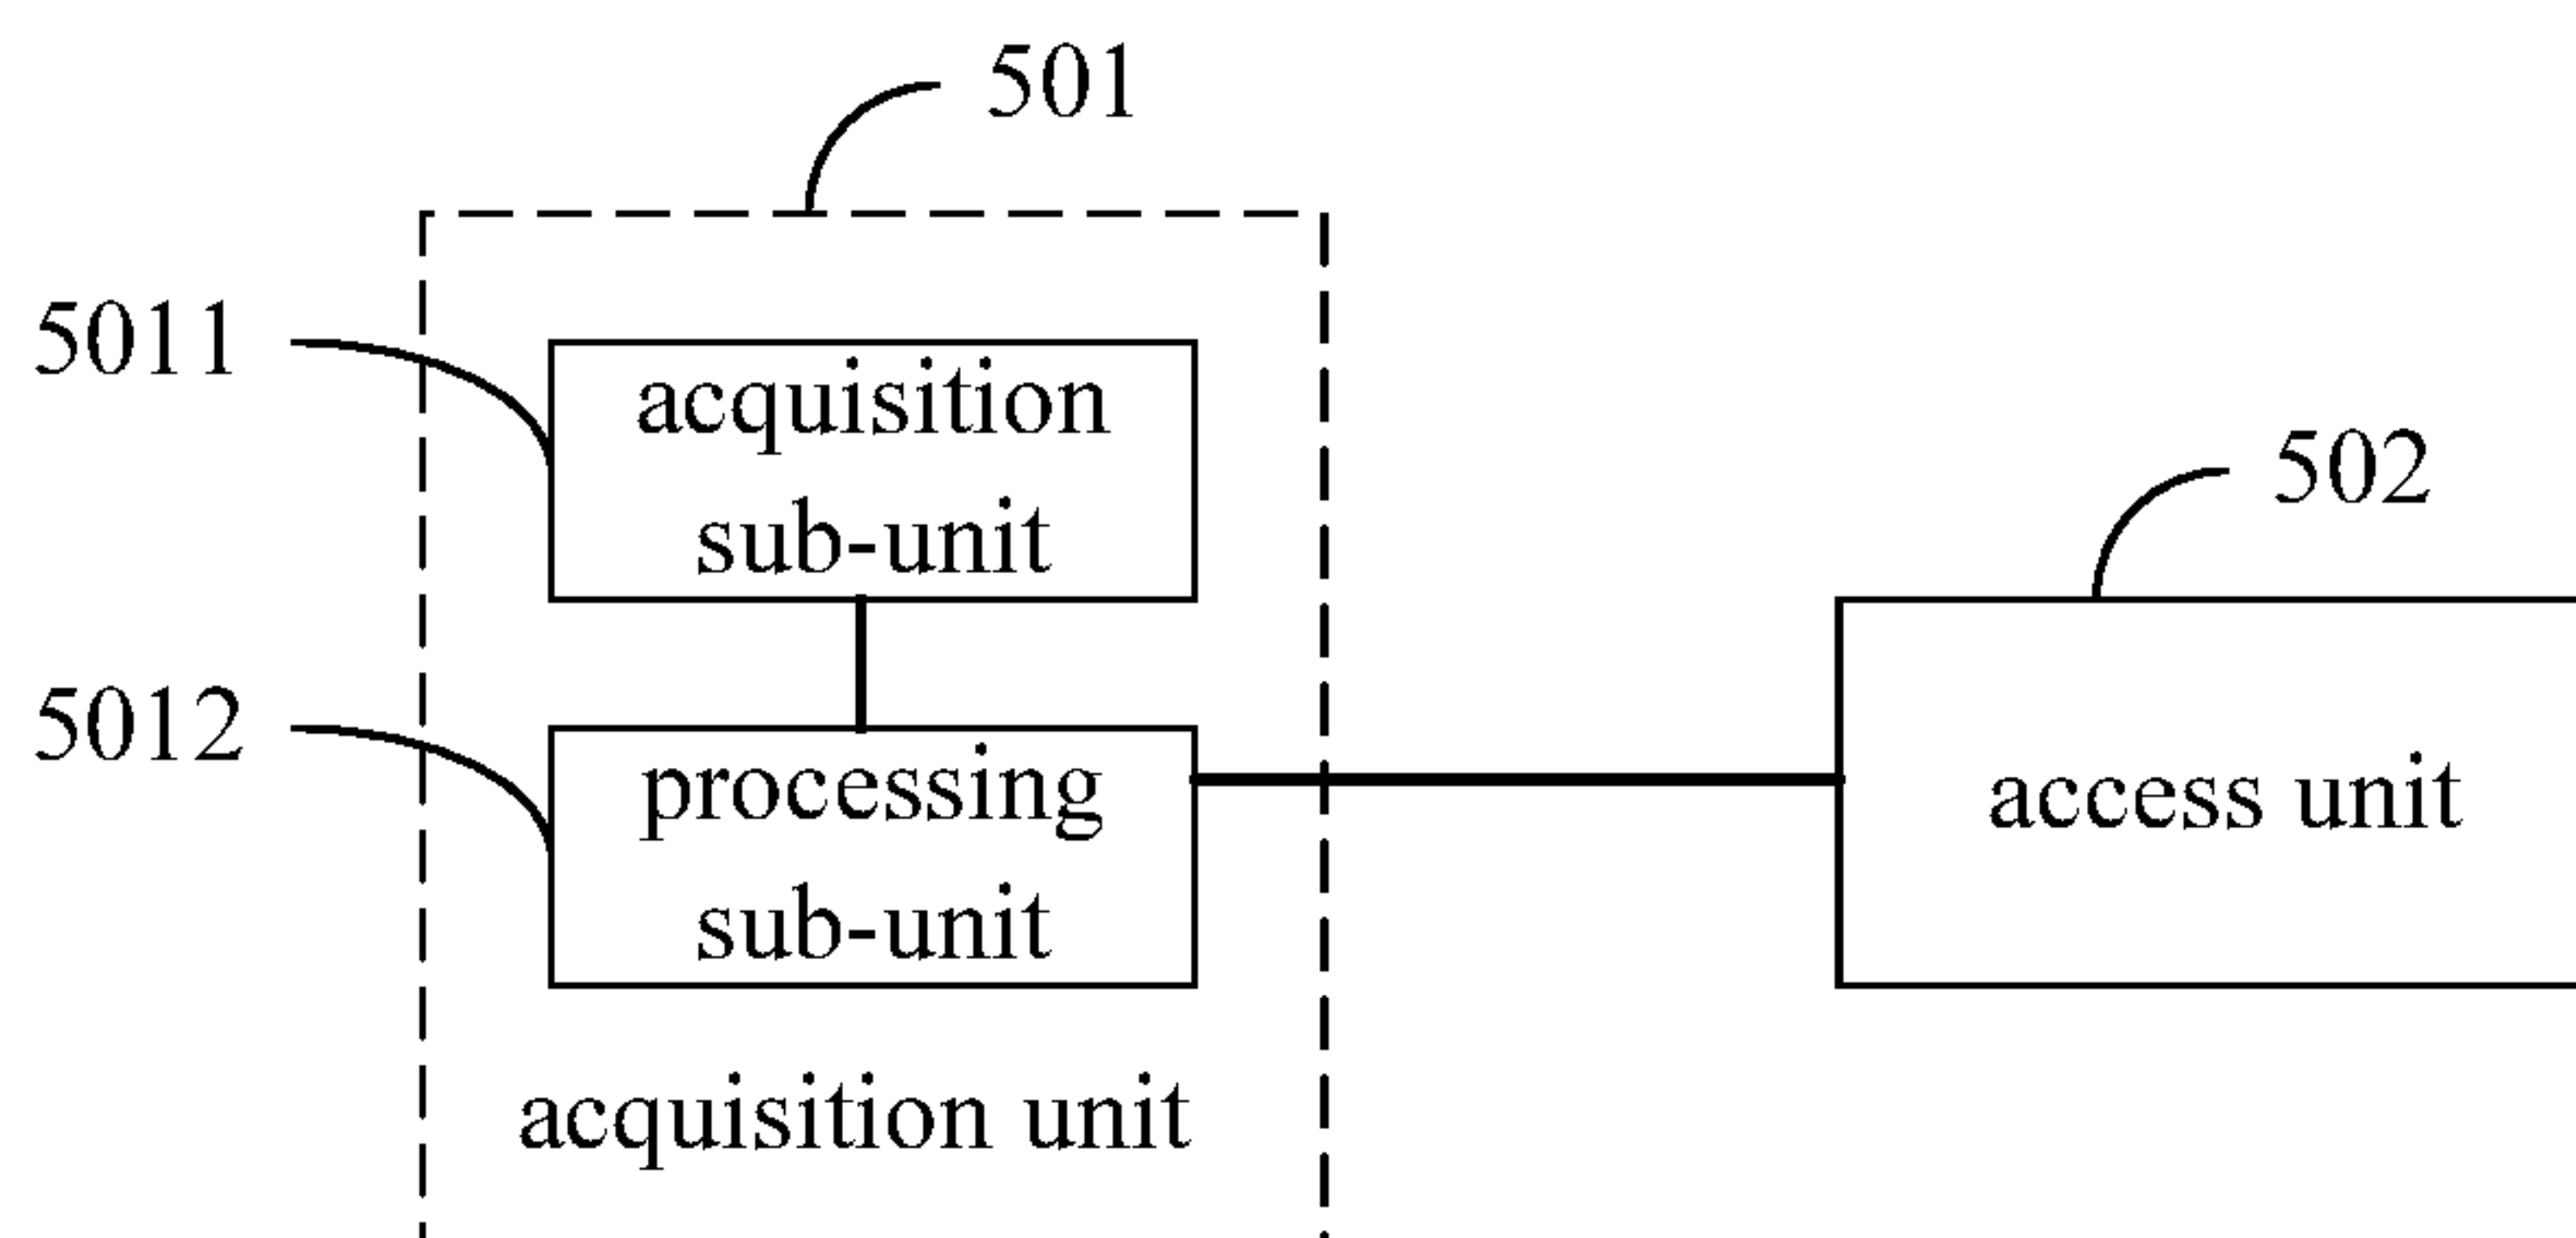 501
5011
acquisition
sub-unit
502
5012
processing
sub-unit
access unit
acquisition unit